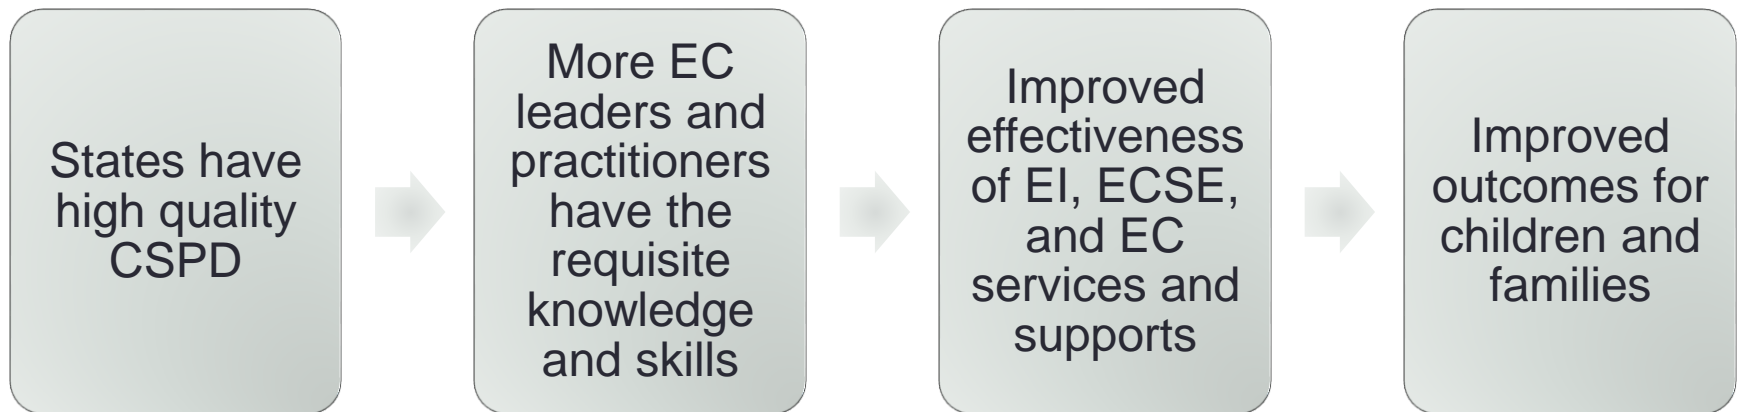 States have
high quality
CSPD
More EC
leaders and
practitioners
have the
requisite
knowledge
and skills
Improved
effectiveness
of EI, ECSE,
and EC
services and
supports
Improved
outcomes for
children and
families